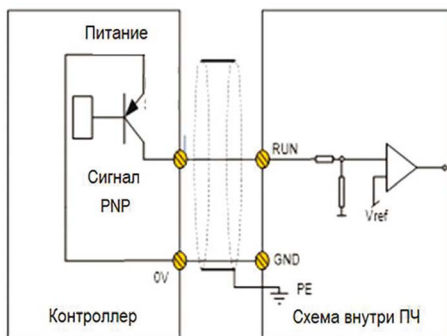 Питание
Сигнал
PNP
RUN
Vref
0V
GND
PE
Контроллер
Схема внутри ПЧ